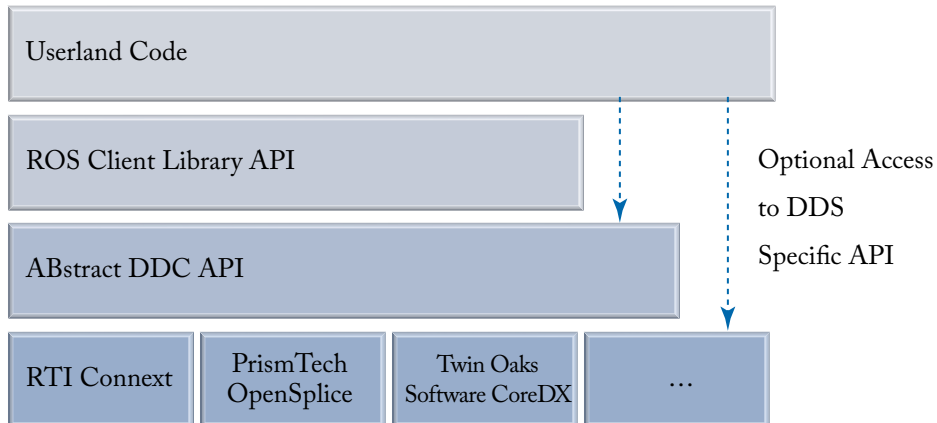 Userland Code
ROS Client Library API
Optional Access
to DDS
Specific API
ABstract DDC API
RTI Connext
PrismTech
OpenSplice
Twin Oaks
Software CoreDX
...